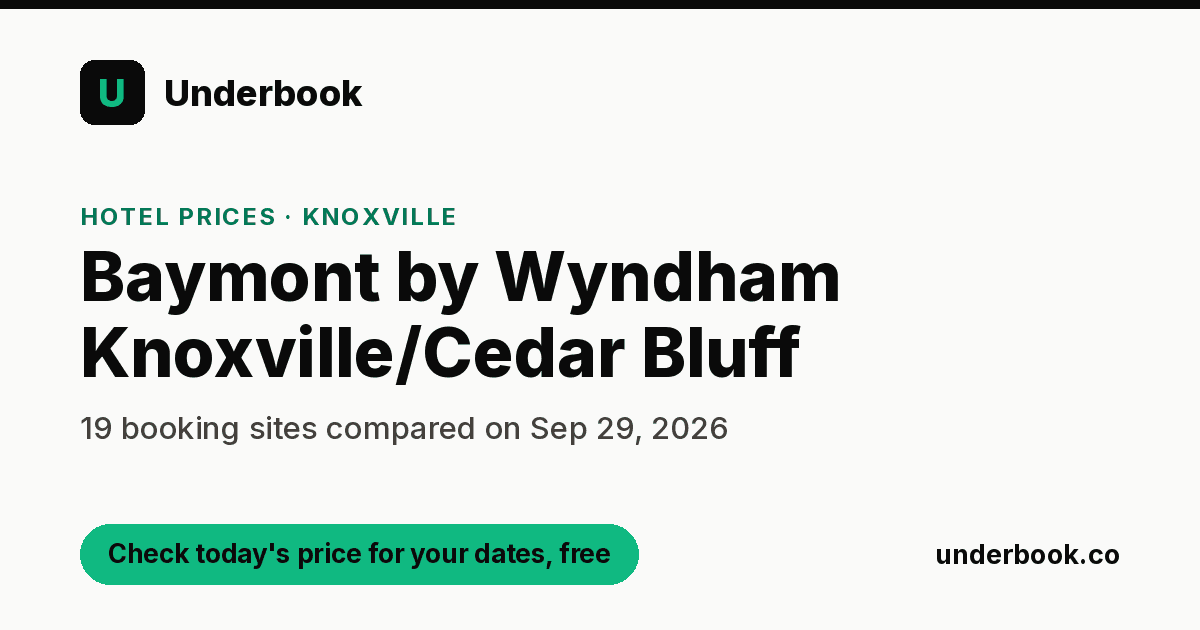 U Underbook
HOTEL PRICES · KNOXVILLE
Baymont by Wyndham
Knoxville/Cedar Bluff
19 booking sites compared on Sep 29, 2026
Check today's price for your dates, free
underbook.co